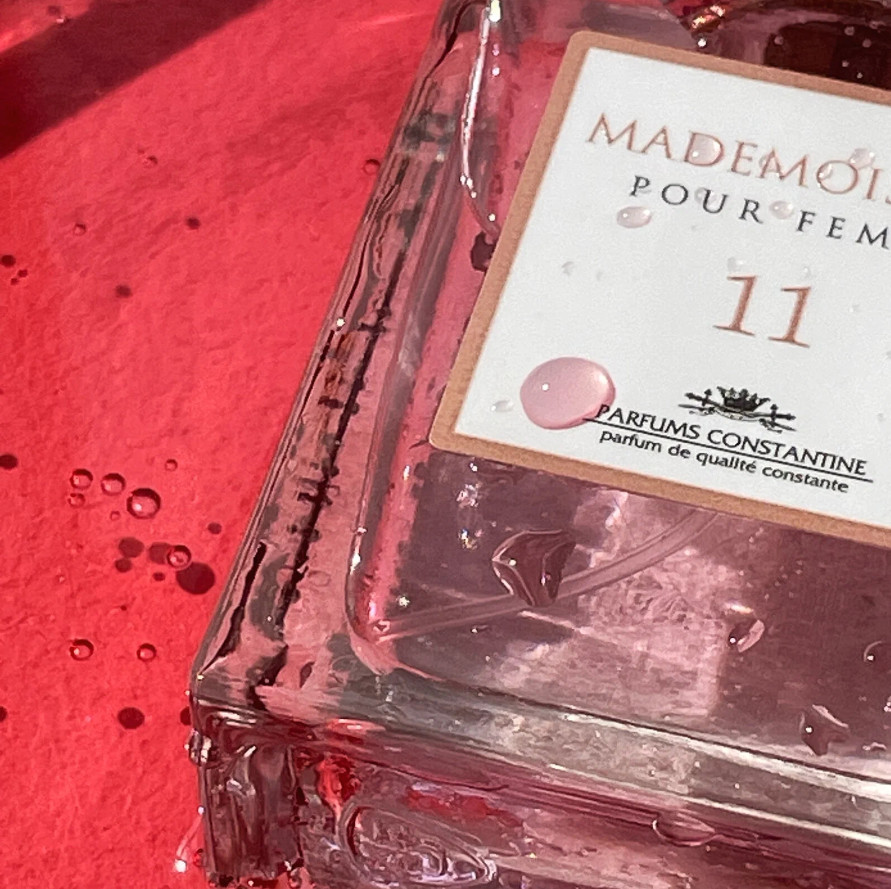 MADEMOIS
POUR FEM
11
PARFUMS CONSTANTINE
parfum de qualité constante